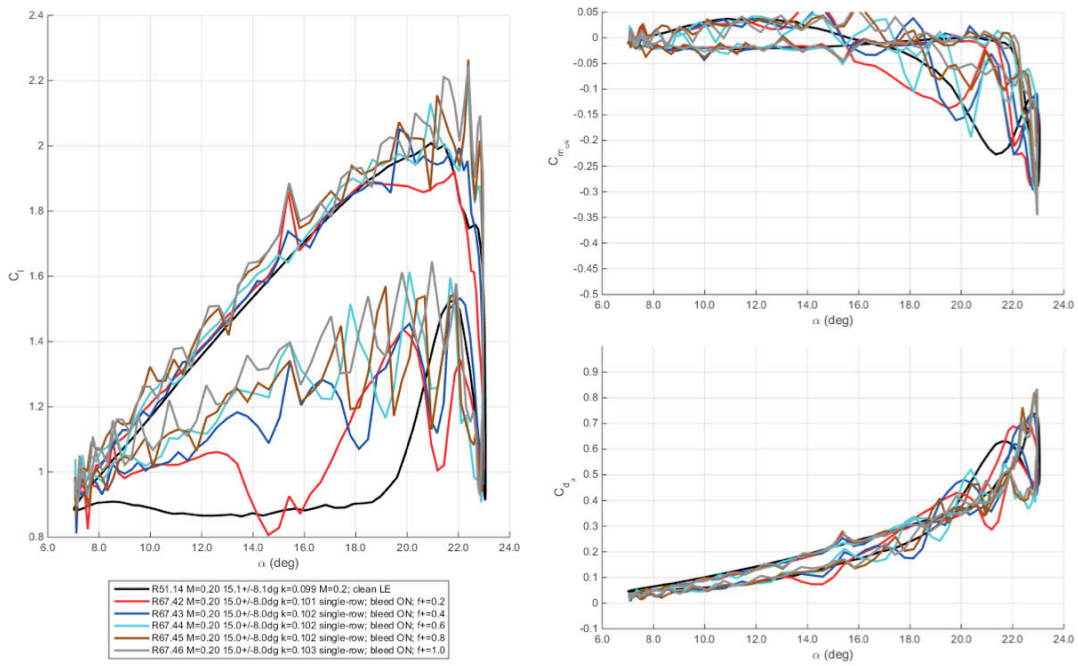 2.4
2.2
2
1.8
1.6
1.4
1.2
1
0.8
C_l
6.0 8.0 10.0 12.0 14.0 16.0 18.0 20.0 22.0 24.0
α (deg)
R51.14 M=0.20 15.1+/-8.1dg k=0.099 M=0.2; clean LE
R67.42 M=0.20 15.0+/-8.0dg k=0.101 single-row; bleed ON; f+=0.2
R67.43 M=0.20 15.0+/-8.0dg k=0.102 single-row; bleed ON; f+=0.4
R67.44 M=0.20 15.0+/-8.0dg k=0.102 single-row; bleed ON; f+=0.6
R67.45 M=0.20 15.0+/-8.0dg k=0.102 single-row; bleed ON; f+=0.8
R67.46 M=0.20 15.0+/-8.0dg k=0.103 single-row; bleed ON; f+=1.0
0.05
0
-0.05
-0.1
-0.15
-0.2
-0.25
-0.3
-0.35
-0.4
-0.45
-0.5
C_m
6.0 8.0 10.0 12.0 14.0 16.0 18.0 20.0 22.0 24.0
α (deg)
0.9
0.8
0.7
0.6
0.5
0.4
0.3
0.2
0.1
0
-0.1
C_d
6.0 8.0 10.0 12.0 14.0 16.0 18.0 20.0 22.0 24.0
α (deg)